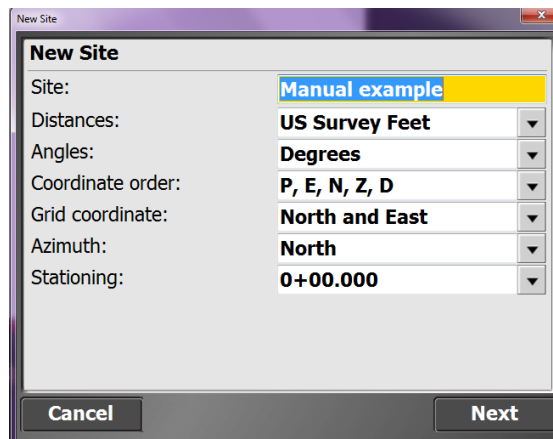 New Site
New Site
Site: Manual example
Distances: US Survey Feet
Angles: Degrees
Coordinate order: P, E, N, Z, D
Grid coordinate: North and East
Azimuth: North
Stationing: 0+00.000
Cancel Next